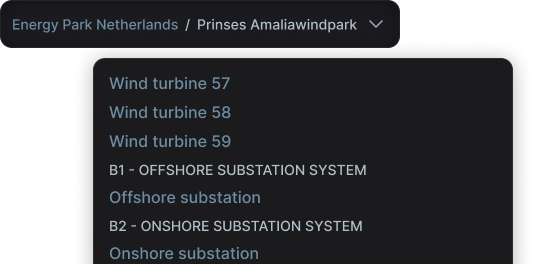 Energy Park Netherlands / Prinses Amaliawindpark
Wind turbine 57
Wind turbine 58
Wind turbine 59
B1 - OFFSHORE SUBSTATION SYSTEM
Offshore substation
B2 - ONSHORE SUBSTATION SYSTEM
Onshore substation